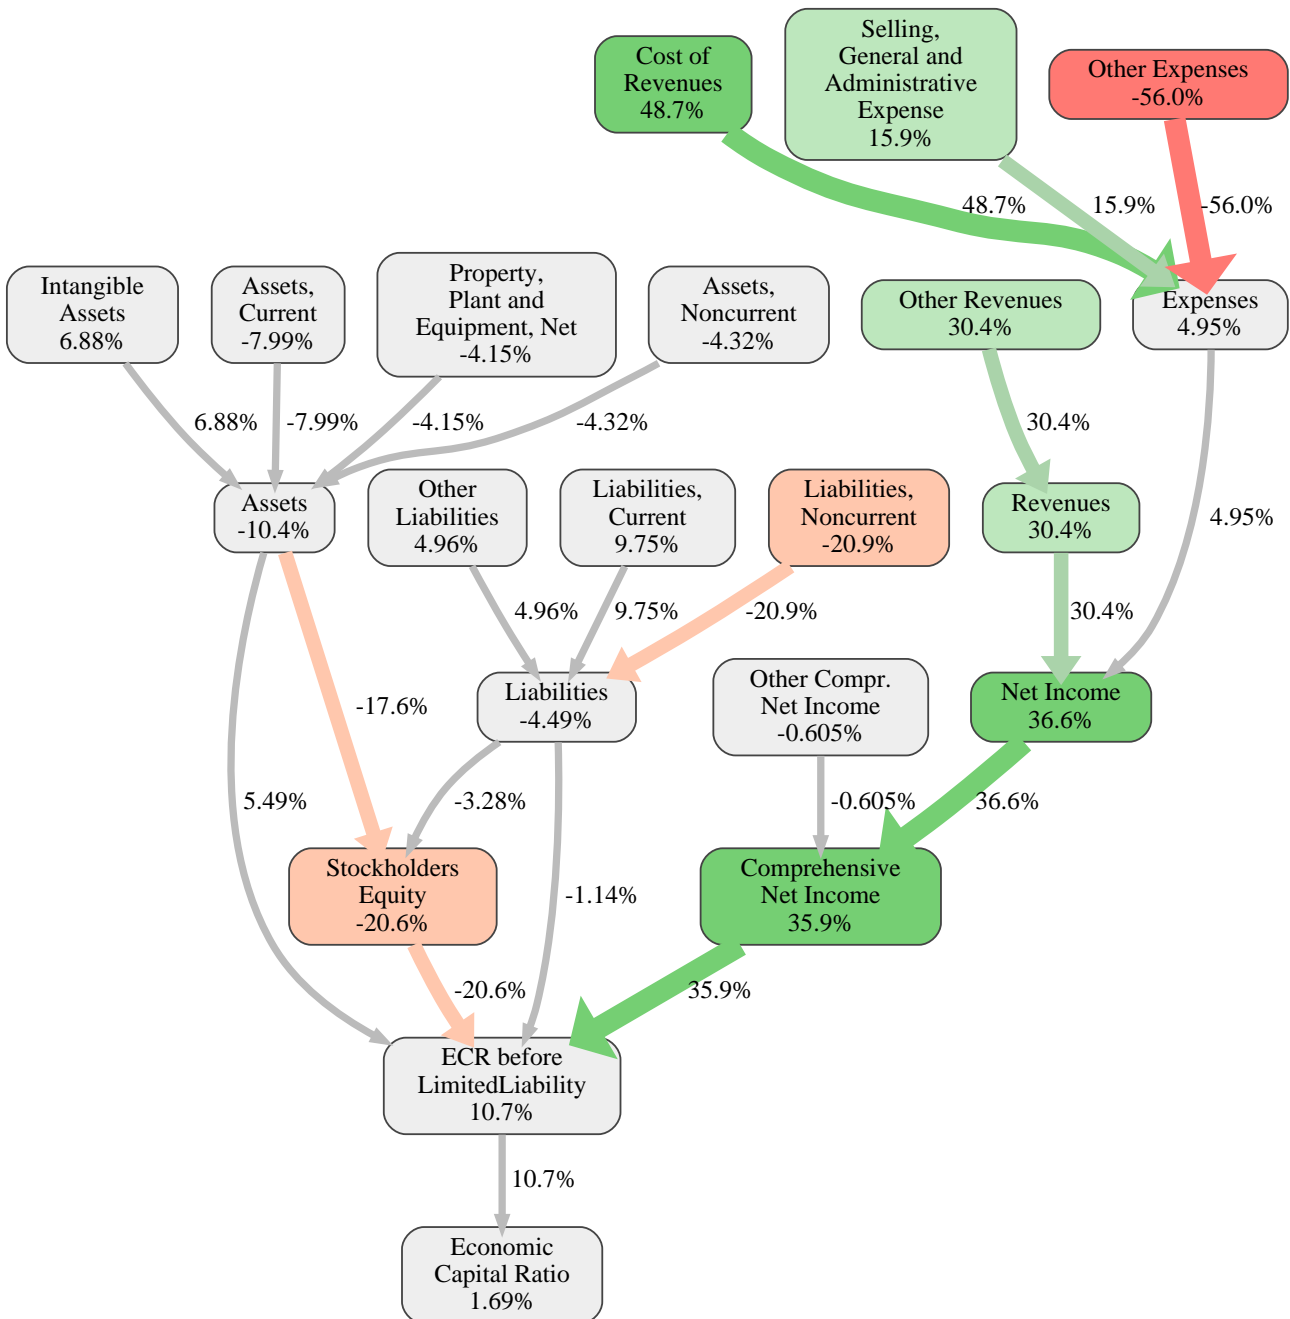 Cost of
Revenues
48.7%
Selling,
General and
Administrative
Expense
15.9%
Other Expenses
-56.0%
48.7%
15.9%
-56.0%
Intangible
Assets
6.88%
Assets,
Current
-7.99%
Property,
Plant and
Equipment, Net
-4.15%
Assets,
Noncurrent
-4.32%
Other Revenues
30.4%
Expenses
4.95%
6.88%
-7.99%
-4.15%
-4.32%
30.4%
Assets
-10.4%
Other
Liabilities
4.96%
Liabilities,
Current
9.75%
Liabilities,
Noncurrent
-20.9%
Revenues
30.4%
4.95%
4.96%
9.75%
-20.9%
30.4%
-17.6%
Liabilities
-4.49%
Other Compr.
Net Income
-0.605%
Net Income
36.6%
5.49%
-3.28%
-0.605%
36.6%
Stockholders
Equity
-20.6%
-1.14%
Comprehensive
Net Income
35.9%
-20.6%
35.9%
ECR before
LimitedLiability
10.7%
10.7%
Economic
Capital Ratio
1.69%